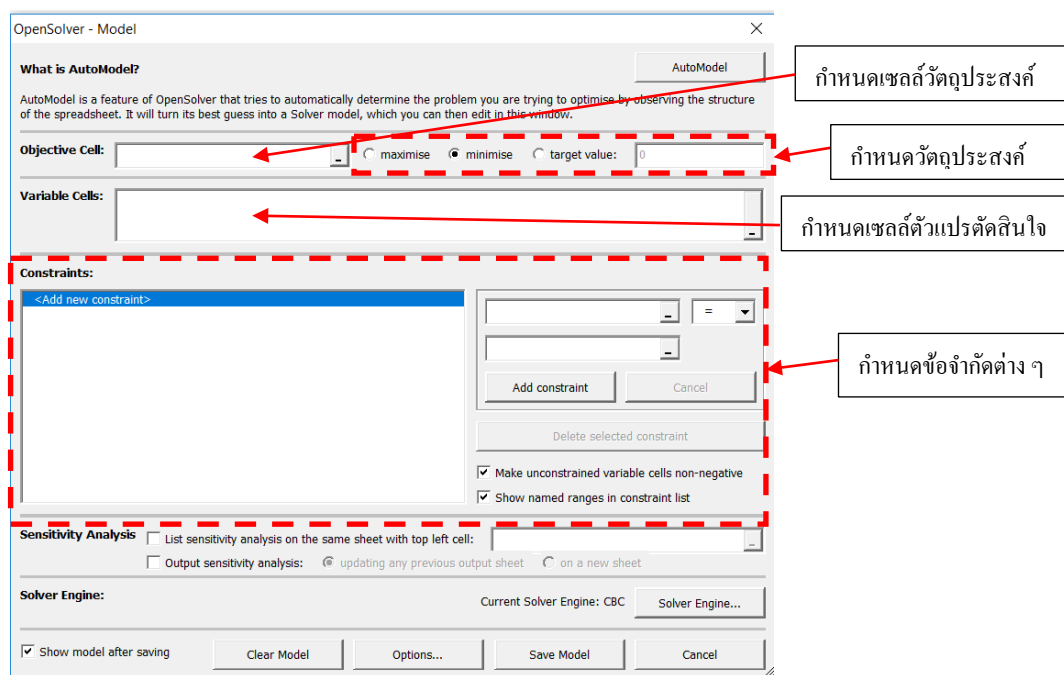 OpenSolver - Model
What is AutoModel?
AutoModel
AutoModel is a feature of OpenSolver that tries to automatically determine the problem you are trying to optimise by observing the structure
of the spreadsheet. It will turn its best guess into a Solver model, which you can then edit in this window.
กำหนดเซลล์วัตถุประสงค์
Objective Cell:
maximise
minimise
target value:
0
กำหนดวัตถุประสงค์
Variable Cells:
กำหนดเซลล์ตัวแปรตัดสินใจ
Constraints:
<Add new constraint>
=
Add constraint
Cancel
กำหนดข้อจำกัดต่าง ๆ
Delete selected constraint
Make unconstrained variable cells non-negative
Show named ranges in constraint list
Sensitivity Analysis
List sensitivity analysis on the same sheet with top left cell:
Output sensitivity analysis:
updating any previous output sheet
on a new sheet
Solver Engine:
Current Solver Engine: CBC
Solver Engine...
Show model after saving
Clear Model
Options...
Save Model
Cancel